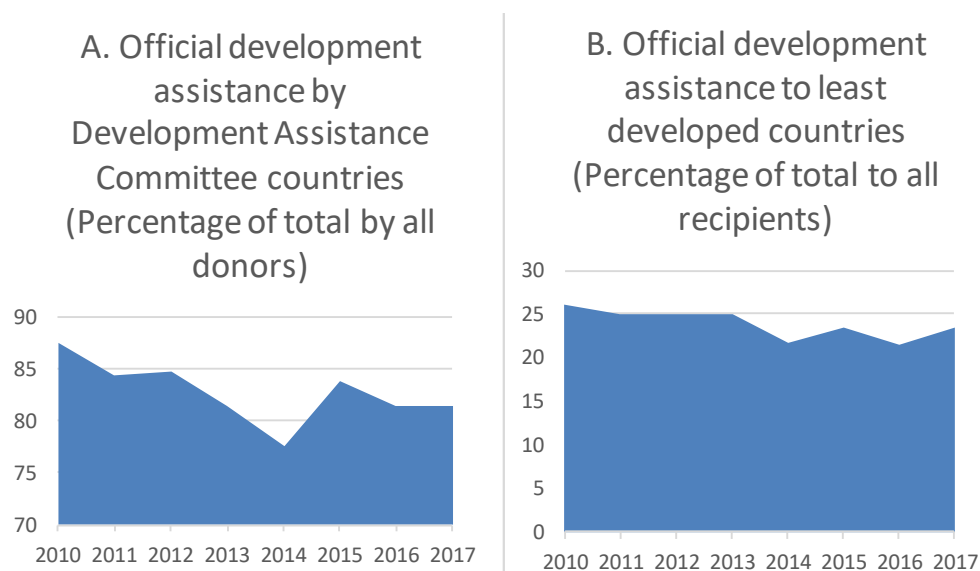 A. Official development
assistance by
Development Assistance
Committee countries
(Percentage of total by all
donors)
90
85
80
75
70
2010 2011 2012 2013 2014 2015 2016 2017
B. Official development
assistance to least
developed countries
(Percentage of total to all
recipients)
30
25
20
15
10
5
0
2010 2011 2012 2013 2014 2015 2016 2017